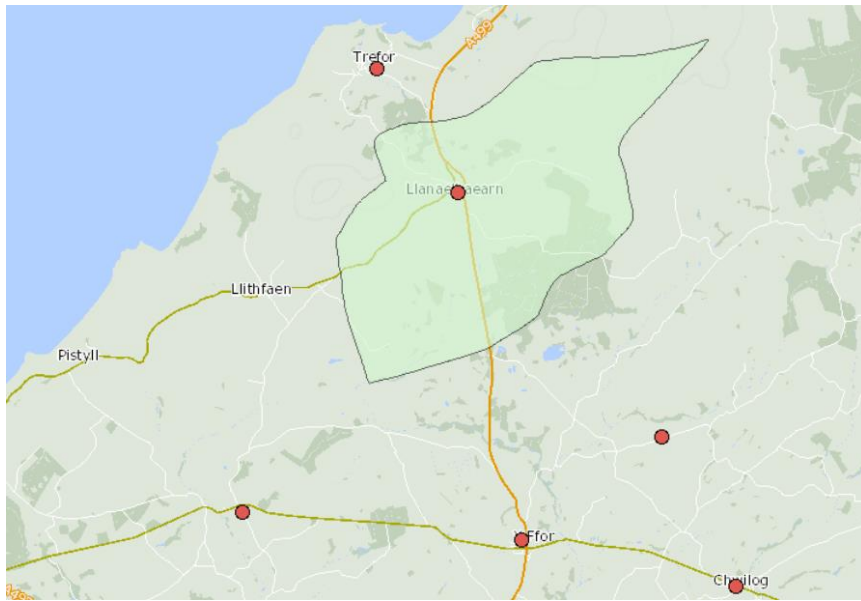 A499
Trefor
Llanaelhaearn
Llithfaen
Pistyll
Y Ffor
Chwilog